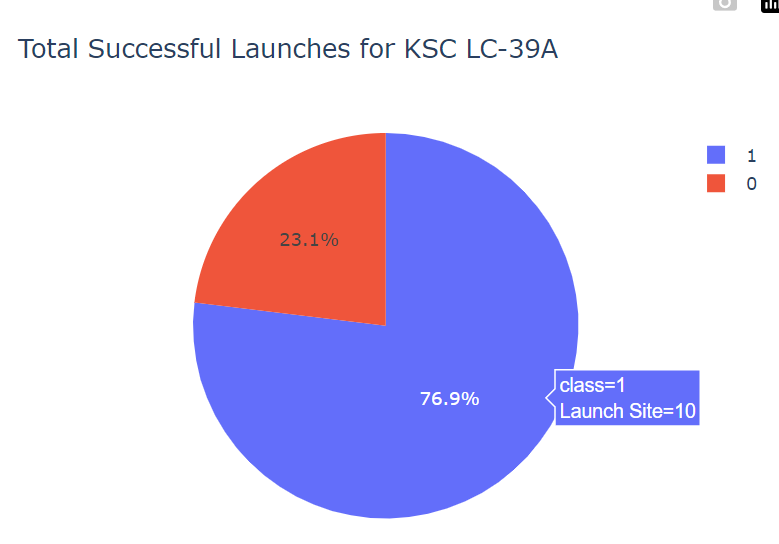 Total Successful Launches for KSC LC-39A
1
0
23.1%
76.9%
class=1
Launch Site=10